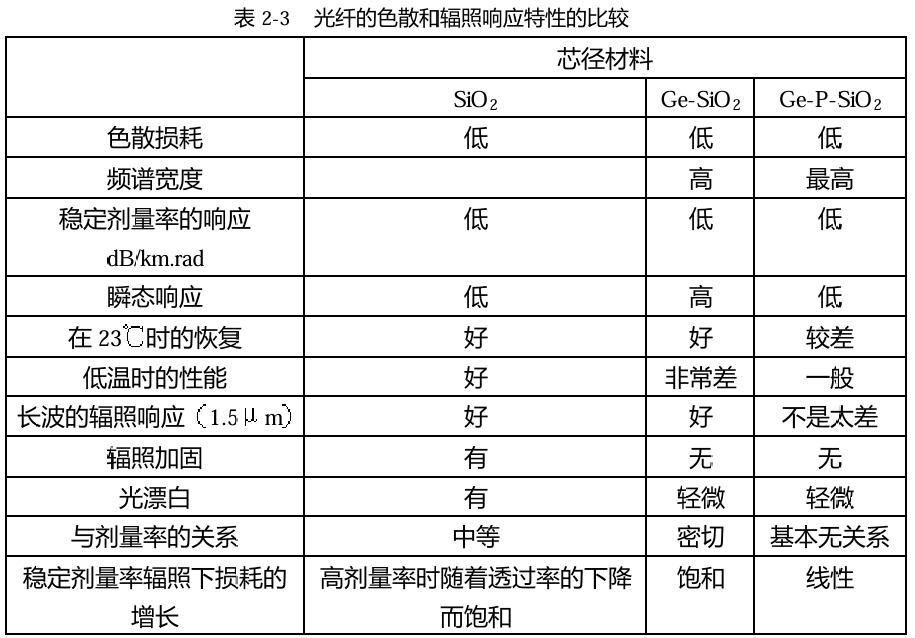 表 2-3 光纤的色散和辐照响应特性的比较
芯径材料
SiO₂ Ge-SiO₂ Ge-P-SiO₂
色散损耗 低 低 低
频谱宽度 高 最高
稳定剂量率的响应 低 低 低
dB/km.rad
瞬态响应 低 高 低
在 23℃时的恢复 好 好 较差
低温时的性能 好 非常差 一般
长波的辐照响应（1.5μm） 好 好 不是太差
辐照加固 有 无 无
光漂白 有 轻微 轻微
与剂量率的关系 中等 密切 基本无关系
稳定剂量率辐照下损耗的 高剂量率时随着透过率的下降 饱和 线性
增长 而饱和